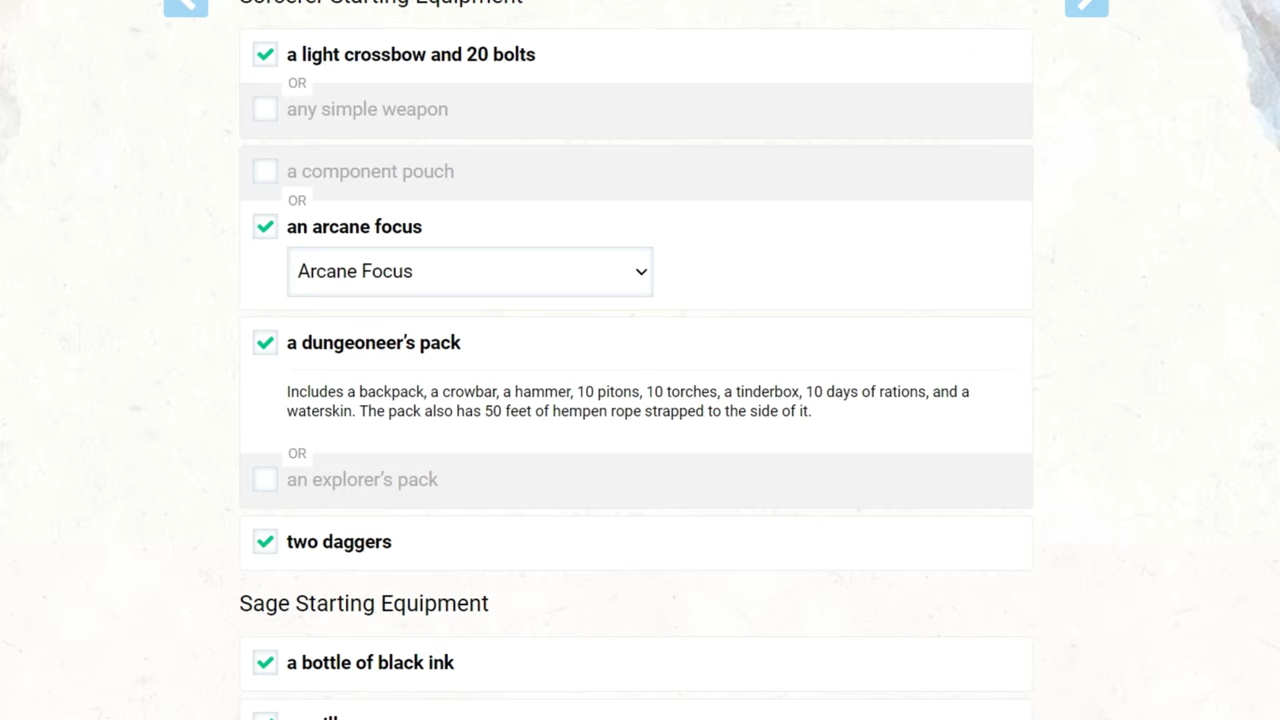 Sorcerer Starting Equipment
a light crossbow and 20 bolts
OR
any simple weapon
a component pouch
OR
an arcane focus
Arcane Focus
a dungeoneer’s pack
Includes a backpack, a crowbar, a hammer, 10 pitons, 10 torches, a tinderbox, 10 days of rations, and a
waterskin. The pack also has 50 feet of hempen rope strapped to the side of it.
OR
an explorer’s pack
two daggers
Sage Starting Equipment
a bottle of black ink